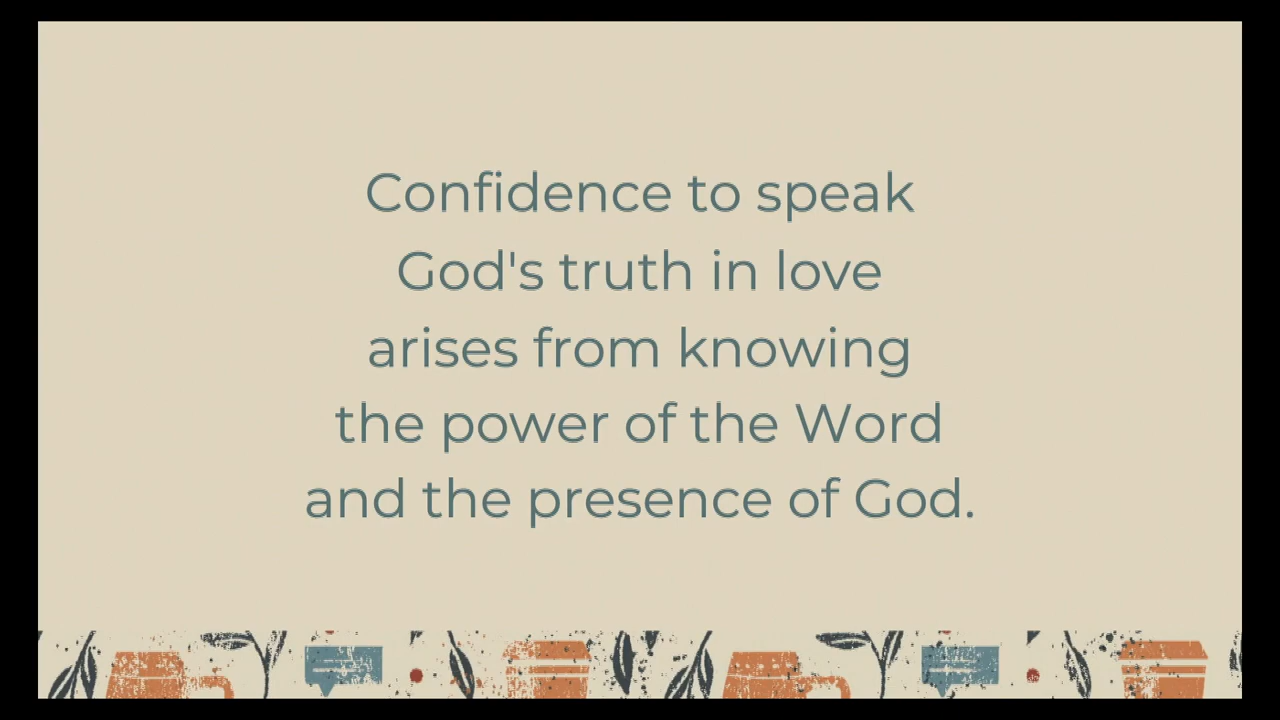 Confidence to speak
God's truth in love
arises from knowing
the power of the Word
and the presence of God.